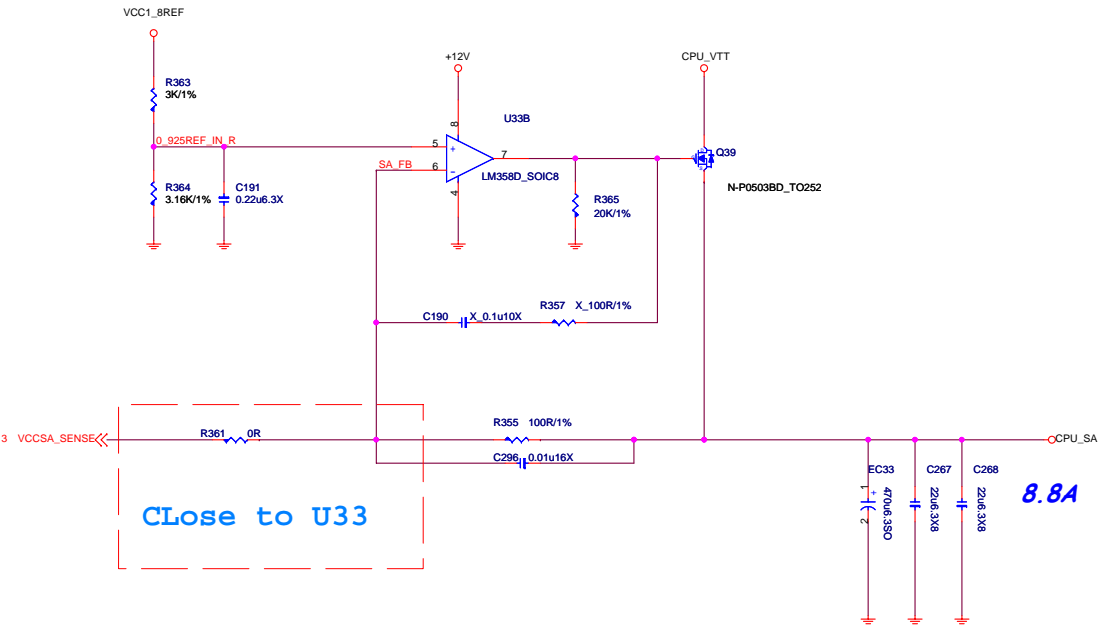 VCC1_8REF
+12V
CPU_VTT
R363
3K/1%
8
U33B
0_925REF_IN_R
5
+
7
Q39
SA_FB
6
-
LM358D_SOIC8
N-P0503BD_TO252
R364
3.16K/1%
C191
0.22u6.3X
4
R365
20K/1%
C190
X_0.1u10X
R357
X_100R/1%
R355
100R/1%
3
VCCSA_SENSE
R361
0R
CPU_SA
C296
0.01u16X
EC33
C267
C268
1
+
2
470u6.3SO
22u6.3X8
22u6.3X8
8.8A
CLose to U33